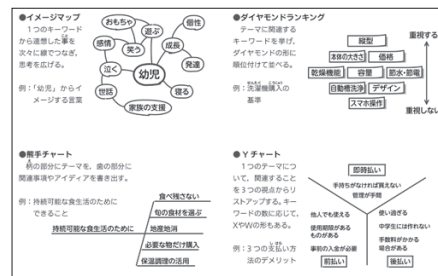 ●イメージマップ
1つのキーワード
から連想した事を
次々に線でつなぎ、
思考を広げる。
例：「幼児」からイ
メージする言葉
おもちゃ
遊ぶ
個性
感情
笑う
成長
発達
泣く
幼児
寝る
世話
家族の支援
●ダイヤモンドランキング
テーマに関連する
キーワードを挙げ、
ダイヤモンドの形に
順位付けて並べる。
例：洗濯機購入の
基準
せんたく
こうにゅう
重視する
縦型
本体の大きさ
価格
乾燥機能
容量
節水・節電
自動槽洗浄
デザイン
スマホ操作
重視しない
●熊手チャート
柄の部分にテーマを、歯の部分に
関連事項やアイディアを書き出す。
例：持続可能な食生活のために
できること
持続可能な食生活のために
食べ残さない
旬の食材を選ぶ
地産地消
必要な物だけ購入
保温調理の活用
●Yチャート
1つのテーマにつ
いて、関連すること
を3つの視点からリ
ストアップする。キー
ワードの数に応じて、
XやWの形もある。
例：3つの支払い方
法のデメリット
即時払い
手持ちがなければ買えない
管理が手間
他人でも使える
使用期限がある
ものがある
事前の入金が必要
前払い
使い過ぎる
中学生には作れない
手数料がかかる
場合がある
後払い